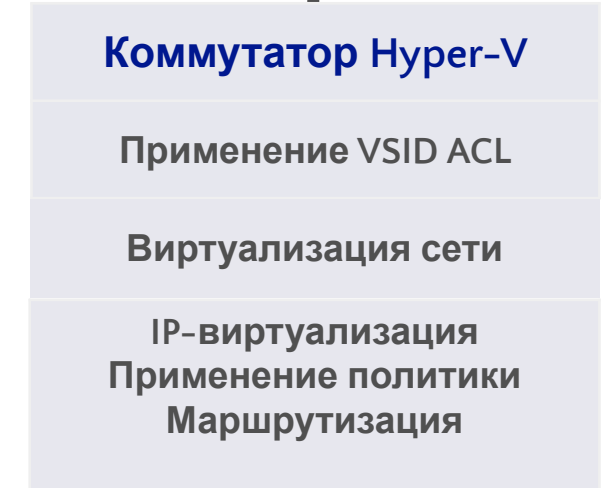 Коммутатор Hyper-V
Применение VSID ACL
Виртуализация сети
IP-виртуализация
Применение политики
Маршрутизация